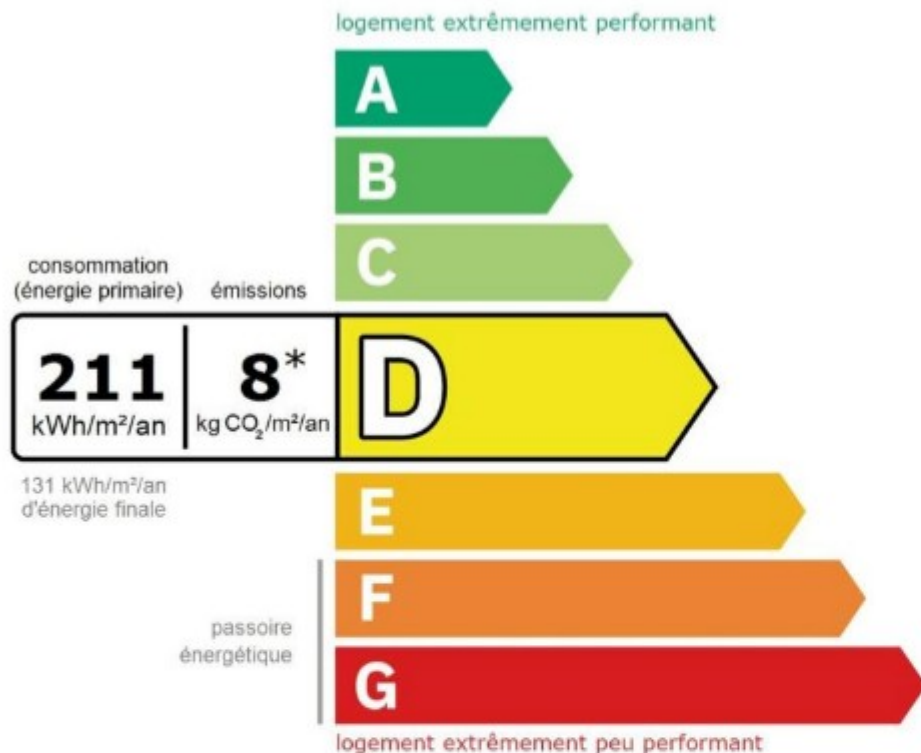 logement extrêmement performant
A
B
C
consommation
(énergie primaire)
émissions
211
kWh/m²/an
8*
kg CO₂/m²/an
D
131 kWh/m²/an
d'énergie finale
E
F
passoire
énergétique
G
logement extrêmement peu performant